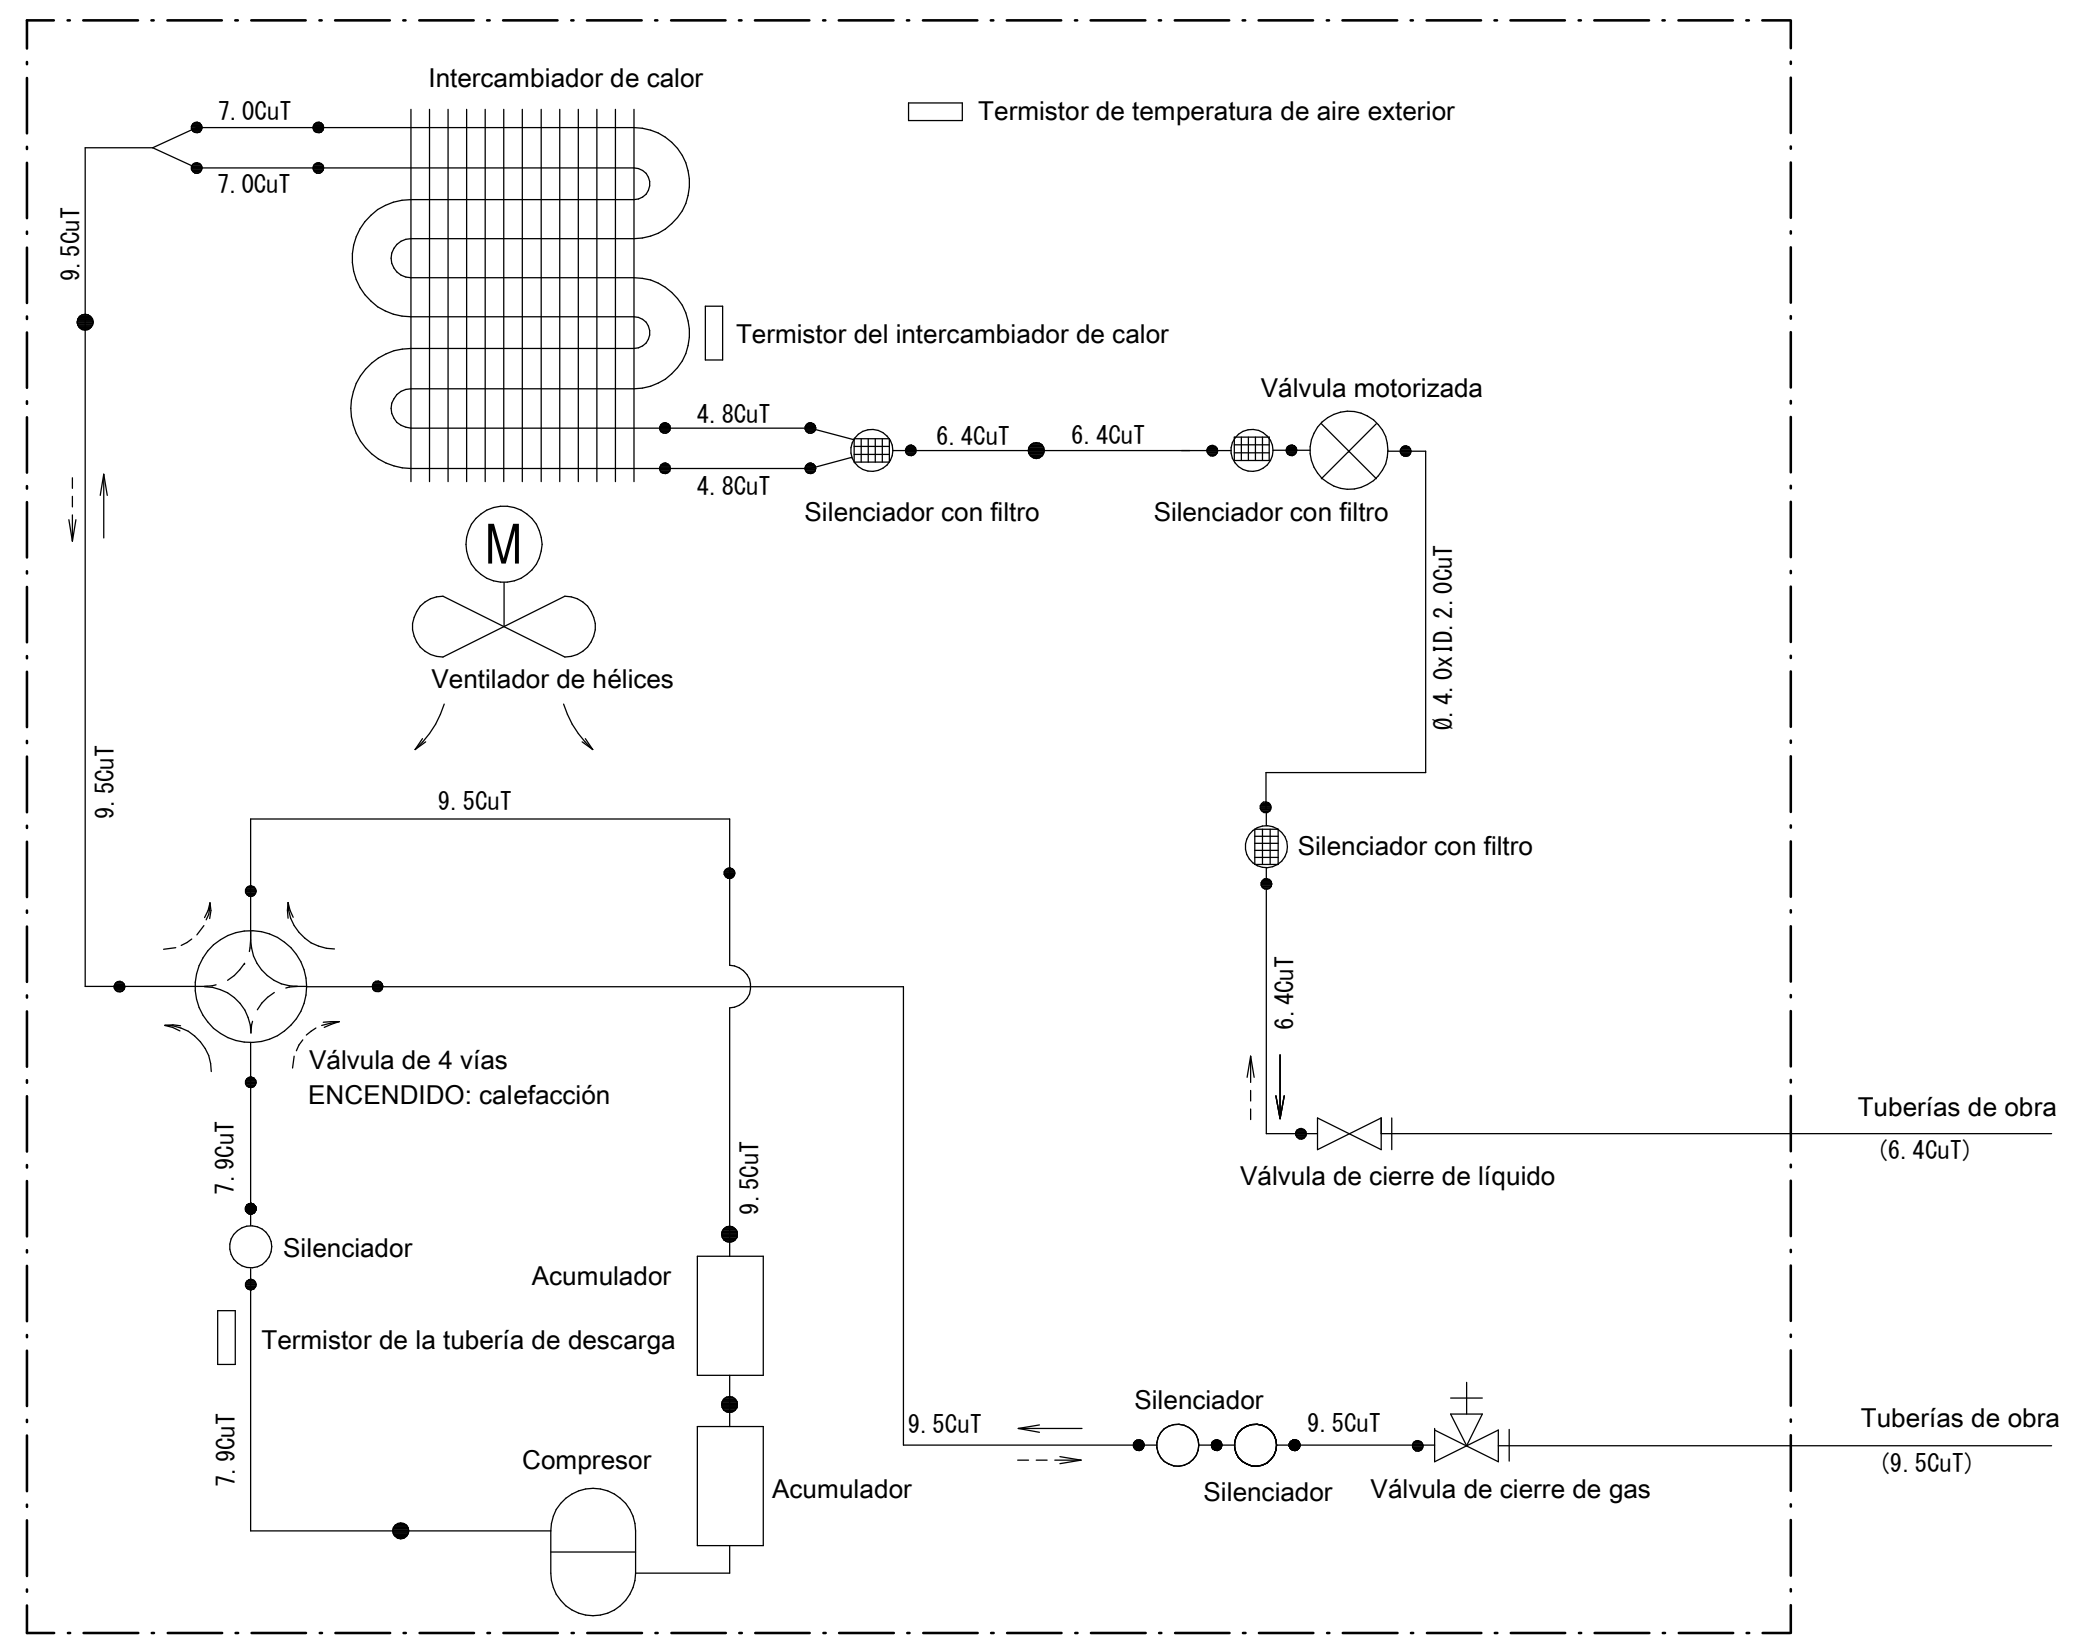 Intercambiador de calor
7.0CuT
Termistor de temperatura de aire exterior
7.0CuT
9.5CuT
Termistor del intercambiador de calor
Válvula motorizada
4.8CuT
6.4CuT
6.4CuT
4.8CuT
Silenciador con filtro
Silenciador con filtro
M
Ø.4.0xID.2.0CuT
Ventilador de hélices
9.5CuT
9.5CuT
Silenciador con filtro
6.4CuT
Válvula de 4 vías
ENCENDIDO: calefacción
Tuberías de obra
(6.4CuT)
7.9CuT
9.5CuT
Válvula de cierre de líquido
Silenciador
Acumulador
Termistor de la tubería de descarga
Silenciador
9.5CuT
9.5CuT
Tuberías de obra
(9.5CuT)
7.9CuT
Compresor
Acumulador
Silenciador
Válvula de cierre de gas